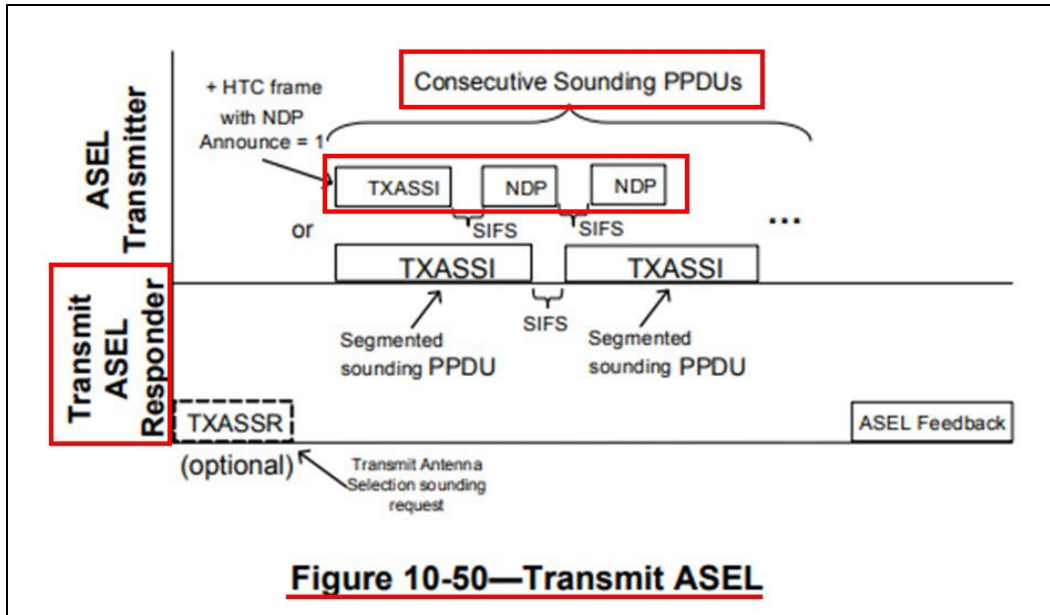 ASEL
Transmitter
+ HTC frame
with NDP
Announce = 1
Consecutive Sounding PPDUs
TXASSI
NDP
NDP
SIFS
SIFS
...
or
TXASSI
TXASSI
SIFS
Segmented
sounding PPDU
Segmented
sounding PPDU
Transmit
ASEL
Responder
TXASSR
(optional)
Transmit Antenna
Selection sounding
request
ASEL Feedback
Figure 10-50—Transmit ASEL